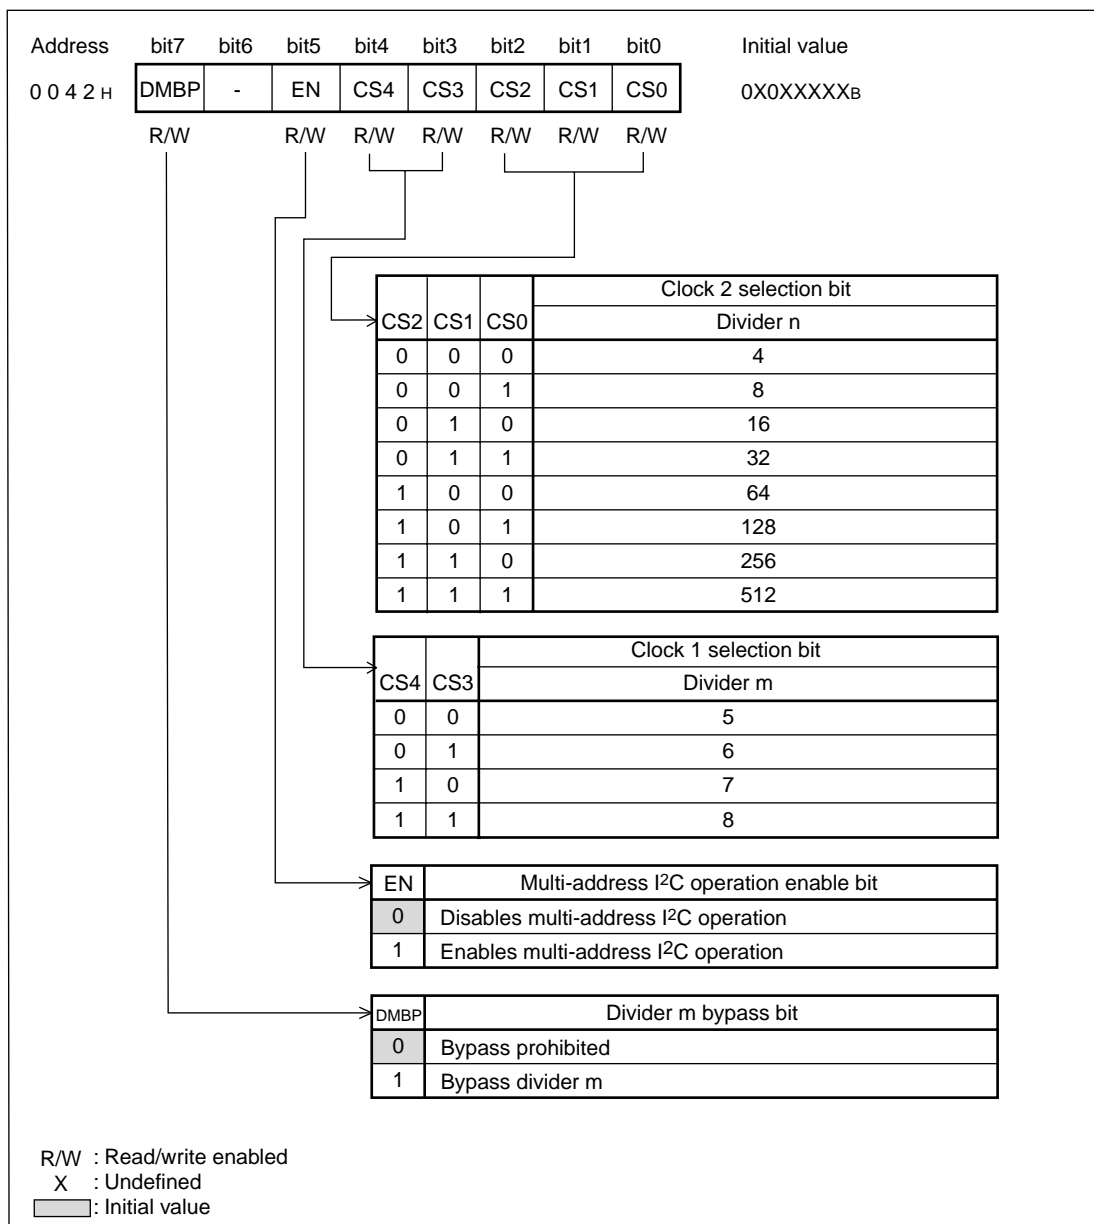 Address bit7 bit6 bit5 bit4 bit3 bit2 bit1 bit0 Initial value
0 0 4 2 H DMBP - EN CS4 CS3 CS2 CS1 CS0 0X0XXXXXB
R/W R/W R/W R/W R/W R/W R/W
Clock 2 selection bit
CS2 CS1 CS0 Divider n
0 0 0 4
0 0 1 8
0 1 0 16
0 1 1 32
1 0 0 64
1 0 1 128
1 1 0 256
1 1 1 512
Clock 1 selection bit
CS4 CS3 Divider m
0 0 5
0 1 6
1 0 7
1 1 8
EN Multi-address I2C operation enable bit
0 Disables multi-address I2C operation
1 Enables multi-address I2C operation
DMBP Divider m bypass bit
0 Bypass prohibited
1 Bypass divider m
R/W : Read/write enabled
X : Undefined
: Initial value